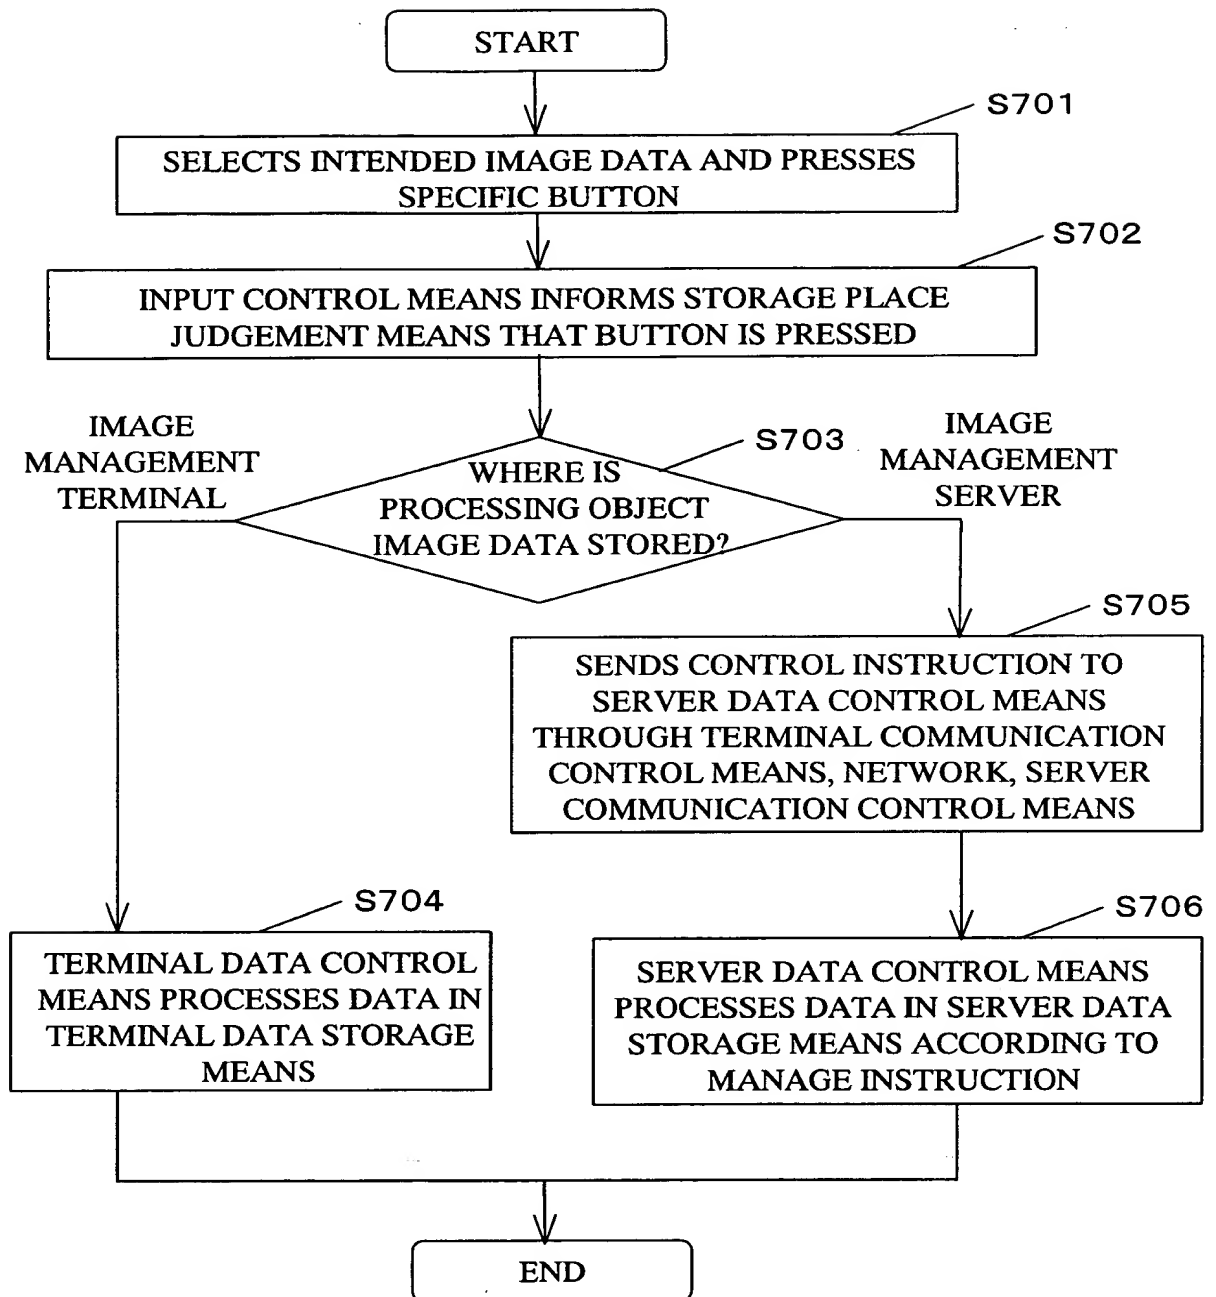 START
S701
SELECTS INTENDED IMAGE DATA AND PRESSES
SPECIFIC BUTTON
S702
INPUT CONTROL MEANS INFORMS STORAGE PLACE
JUDGEMENT MEANS THAT BUTTON IS PRESSED
IMAGE
MANAGEMENT
TERMINAL
S703
WHERE IS
PROCESSING OBJECT
IMAGE DATA STORED?
IMAGE
MANAGEMENT
SERVER
S705
SENDS CONTROL INSTRUCTION TO
SERVER DATA CONTROL MEANS
THROUGH TERMINAL COMMUNICATION
CONTROL MEANS, NETWORK, SERVER
COMMUNICATION CONTROL MEANS
S704
TERMINAL DATA CONTROL
MEANS PROCESSES DATA IN
TERMINAL DATA STORAGE
MEANS
S706
SERVER DATA CONTROL MEANS
PROCESSES DATA IN SERVER DATA
STORAGE MEANS ACCORDING TO
MANAGE INSTRUCTION
END